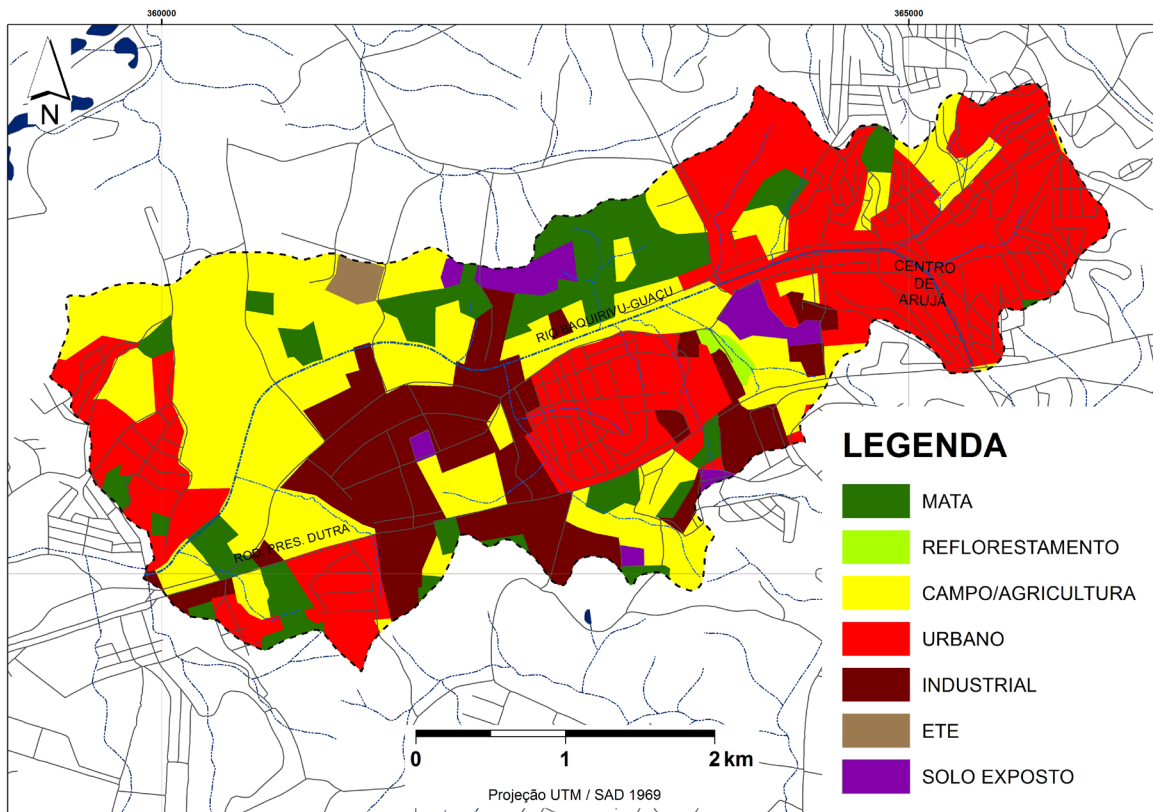 360000
365000
N
CENTRO
DE
ARUJÁ
RIO BAQUIRIVU-GUAÇU
ROD. PRES. DUTRA
LEGENDA
MATA
REFLORESTAMENTO
CAMPO/AGRICULTURA
URBANO
INDUSTRIAL
ETE
SOLO EXPOSTO
0 1 2 km
Projeção UTM / SAD 1969